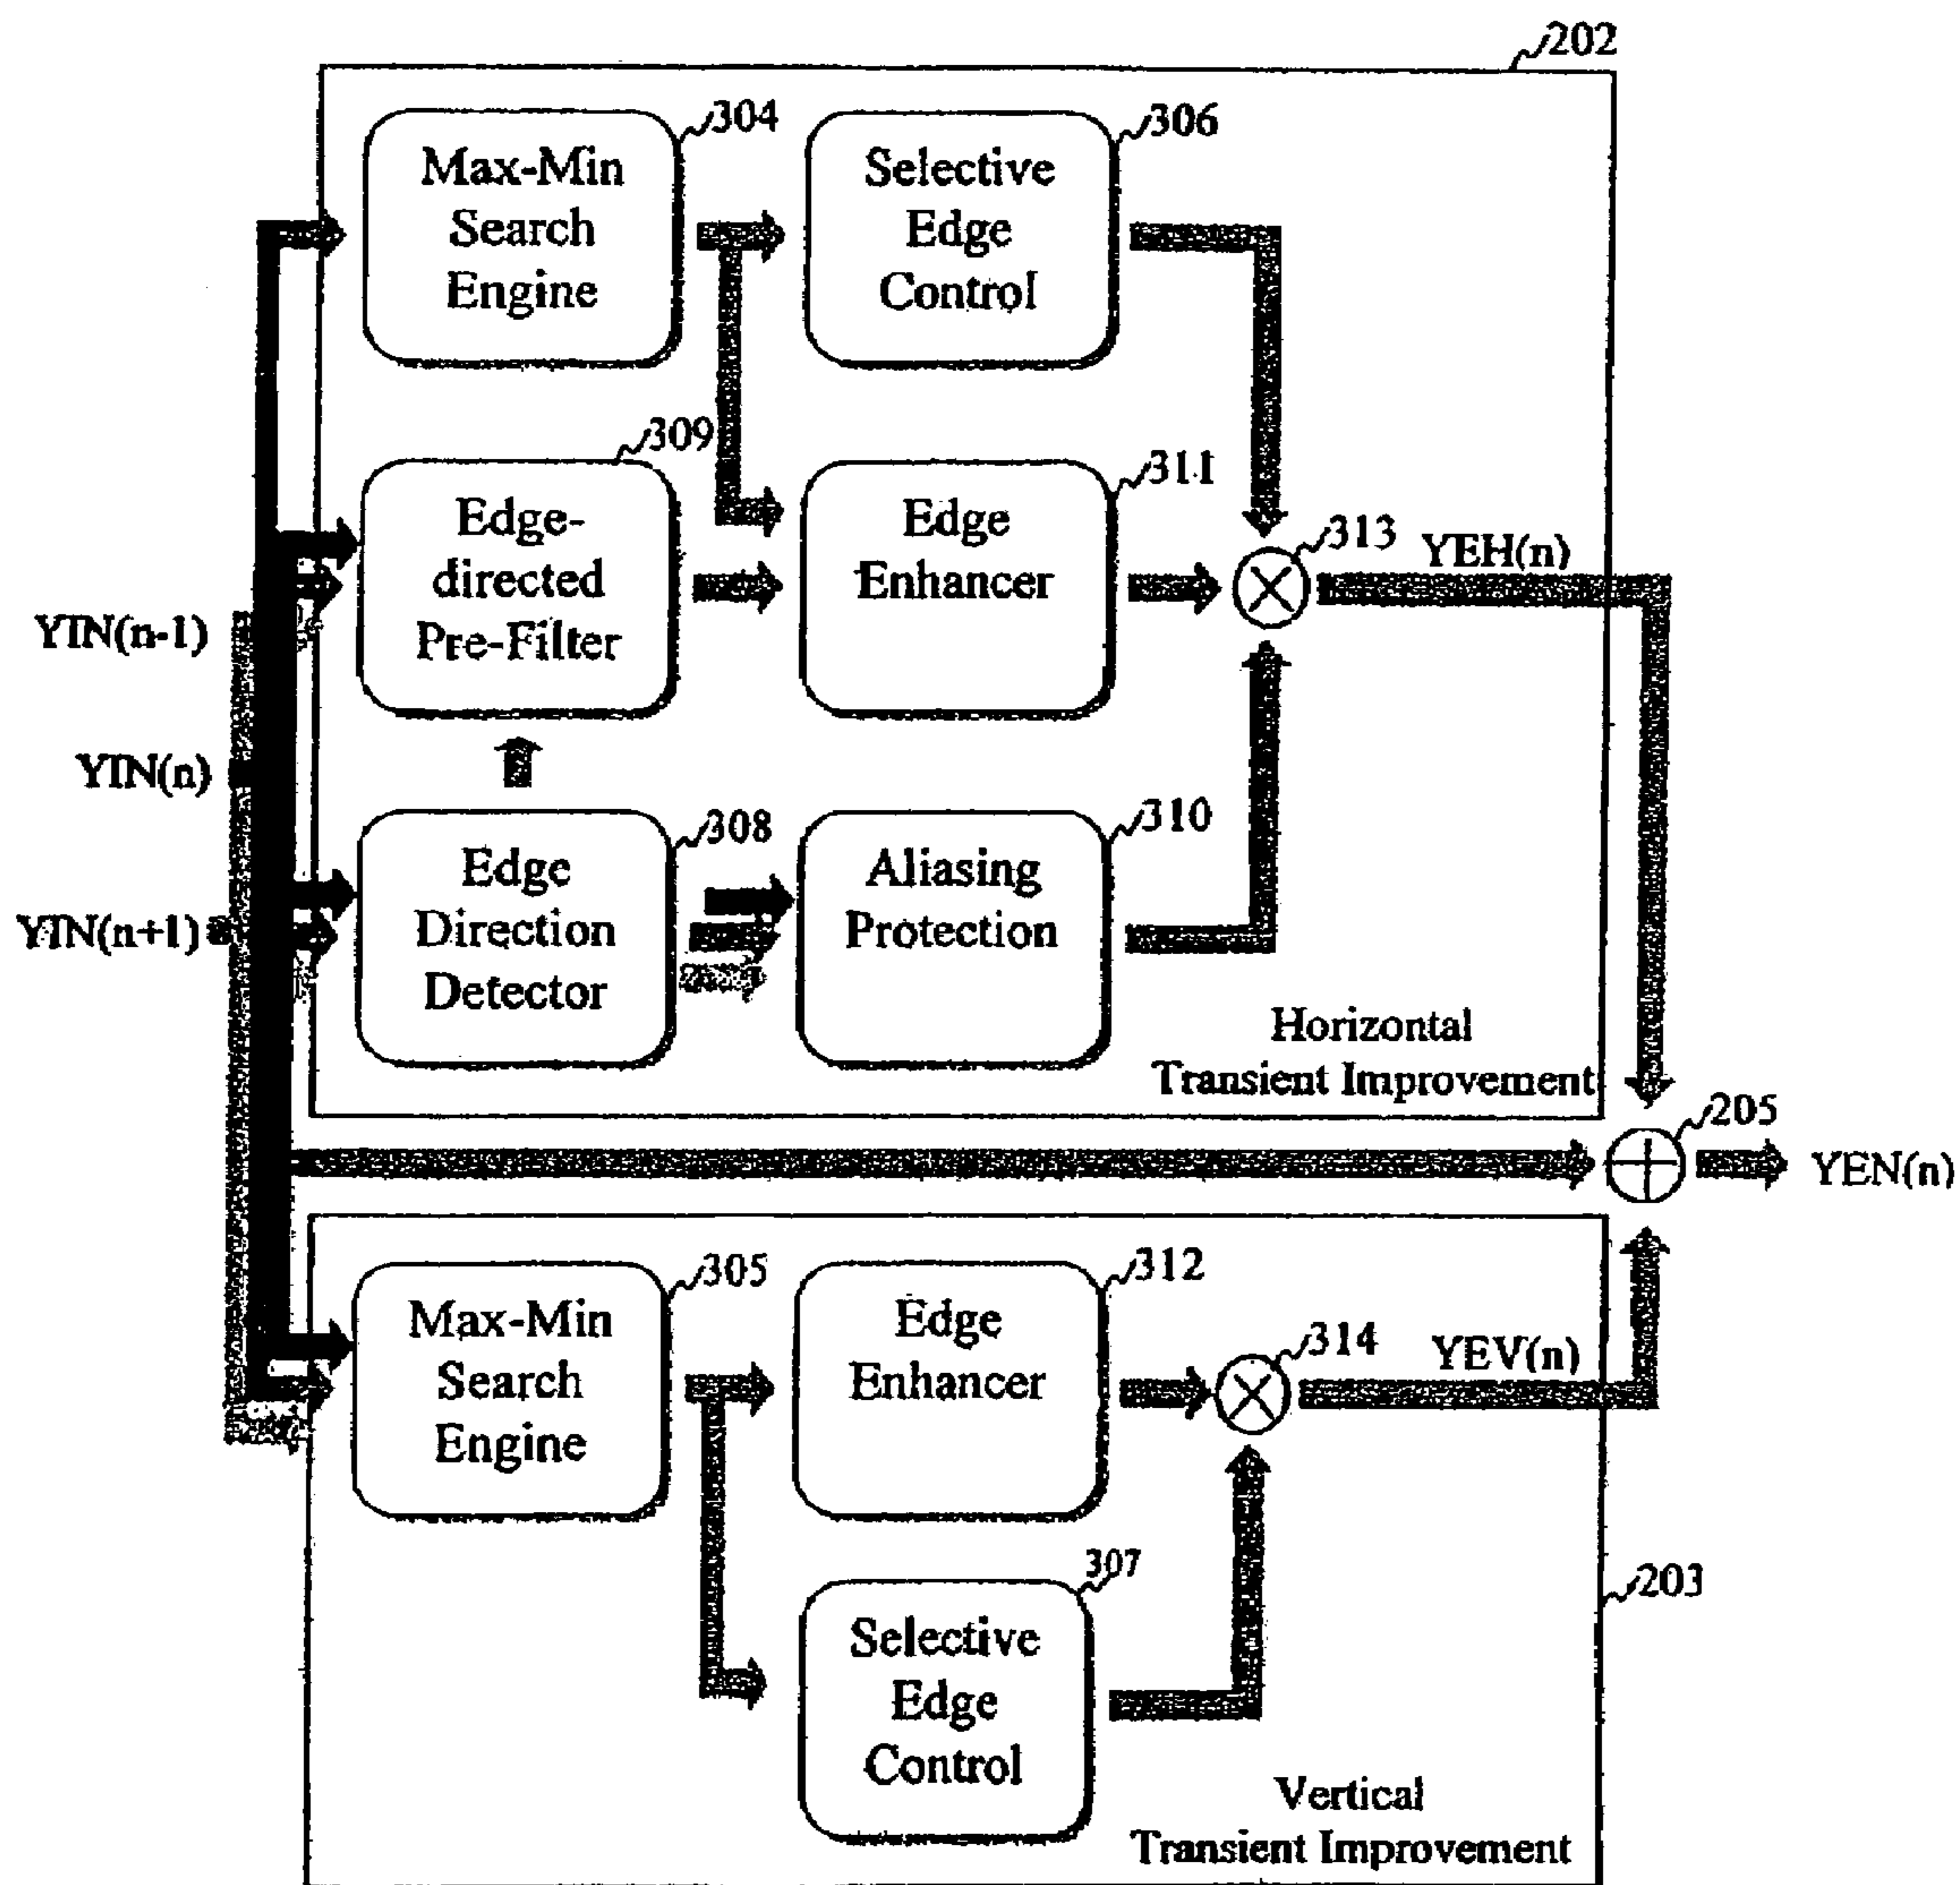 202
304
Max-Min
Search
Engine
306
Selective
Edge
Control
309
Edge-
directed
Pre-Filter
311
Edge
Enhancer
313
YEH(n)
YIN(n-1)
YIN(n)
YIN(n+1)
308
Edge
Direction
Detector
310
Aliasing
Protection
Horizontal
Transient Improvement
205
YEN(n)
305
Max-Min
Search
Engine
312
Edge
Enhancer
314
YEV(n)
307
Selective
Edge
Control
203
Vertical
Transient Improvement